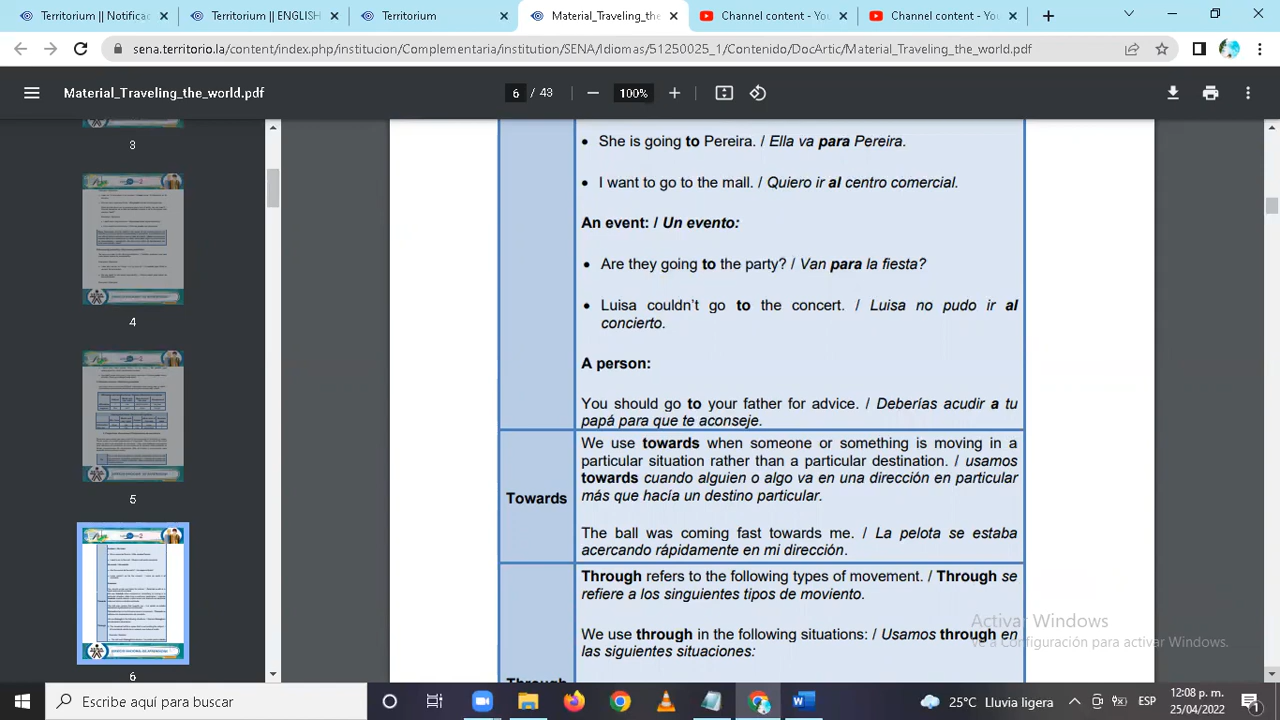 Territorium || Notificac
Territorium || ENGLISH
Territorium
Material_Traveling_the_
Channel content - You
Channel content - You
sena.territorio.la/content/index.php/institucion/Complementaria/institution/SENA/Idiomas/51250025_1/Contenido/DocArtic/Material_Traveling_the_world.pdf
Material_Traveling_the_world.pdf
6 / 43
100%
3
4
5
6
• She is going to Pereira. / Ella va para Pereira.
• I want to go to the mall. / Quiero ir al centro comercial.
An event: / Un evento:
• Are they going to the party? / Van para la fiesta?
• Luisa couldn't go to the concert. / Luisa no pudo ir al
concierto.
A person:
You should go to your father for advice. / Deberías acudir a tu
papá para que te aconseje.
Towards
We use towards when someone or something is moving in a
particular situation rather than a particular destination. / usamos
towards cuando alguien o algo va en una dirección en particular
más que hacía un destino particular.
The ball was coming fast towards me. / La pelota se estaba
acercando rápidamente en mi dirección.
Through
Through refers to the following types of movement. / Through se
refiere a los singuientes tipos de moviento.
We use through in the following situations: / Usamos through en
las siguientes situaciones:
Activar Windows
Ve a Configuración para activar Windows.
Escribe aquí para buscar
25°C Lluvia ligera
ESP
12:08 p. m.
25/04/2022
1